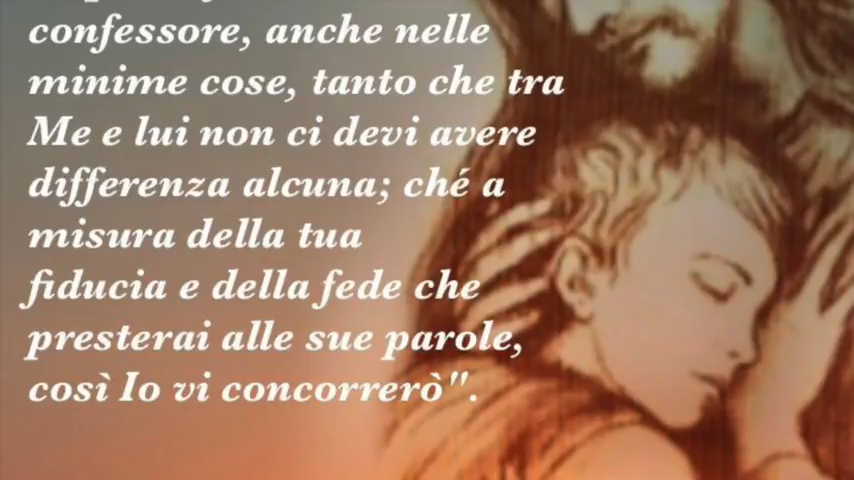 confessore, anche nelle
minime cose, tanto che tra
Me e lui non ci devi avere
differenza alcuna; ché a
misura della tua
fiducia e della fede che
presterai alle sue parole,
così Io vi concorrerò".